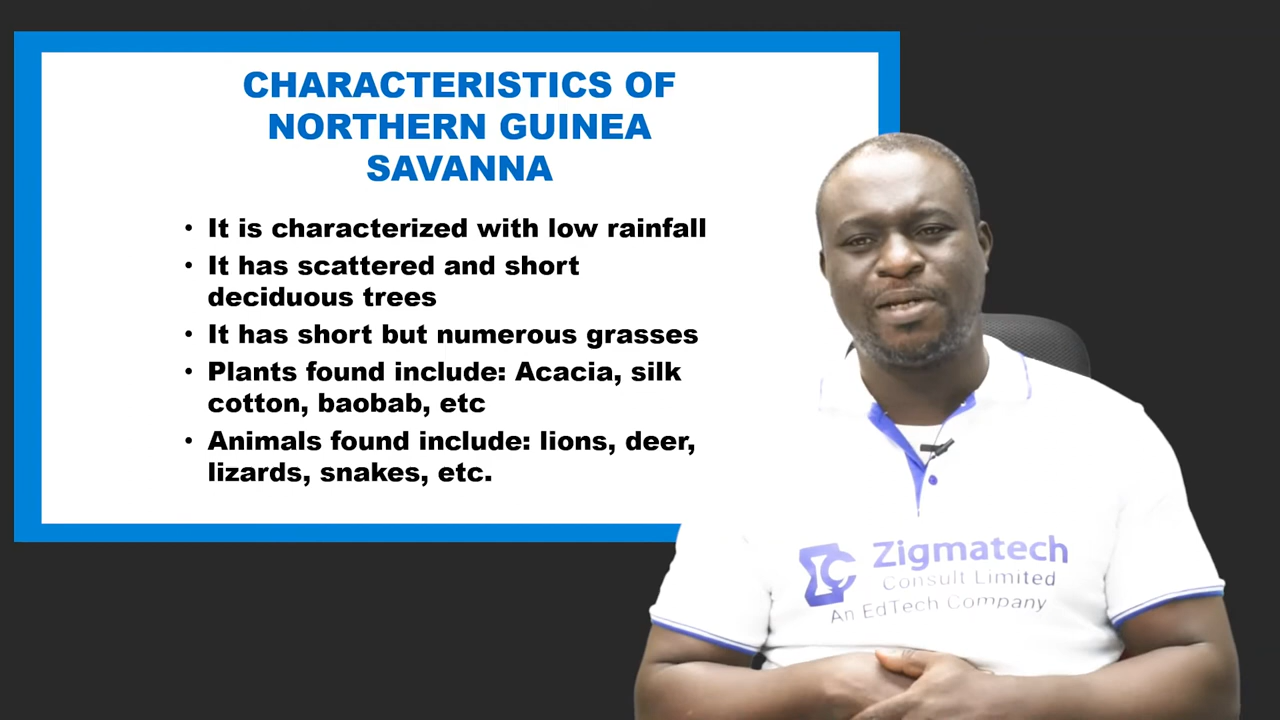 CHARACTERISTICS OF
NORTHERN GUINEA
SAVANNA
• It is characterized with low rainfall
• It has scattered and short
deciduous trees
• It has short but numerous grasses
• Plants found include: Acacia, silk
cotton, baobab, etc
• Animals found include: lions, deer,
lizards, snakes, etc.
Zigmatech
Consult Limited
An EdTech Company